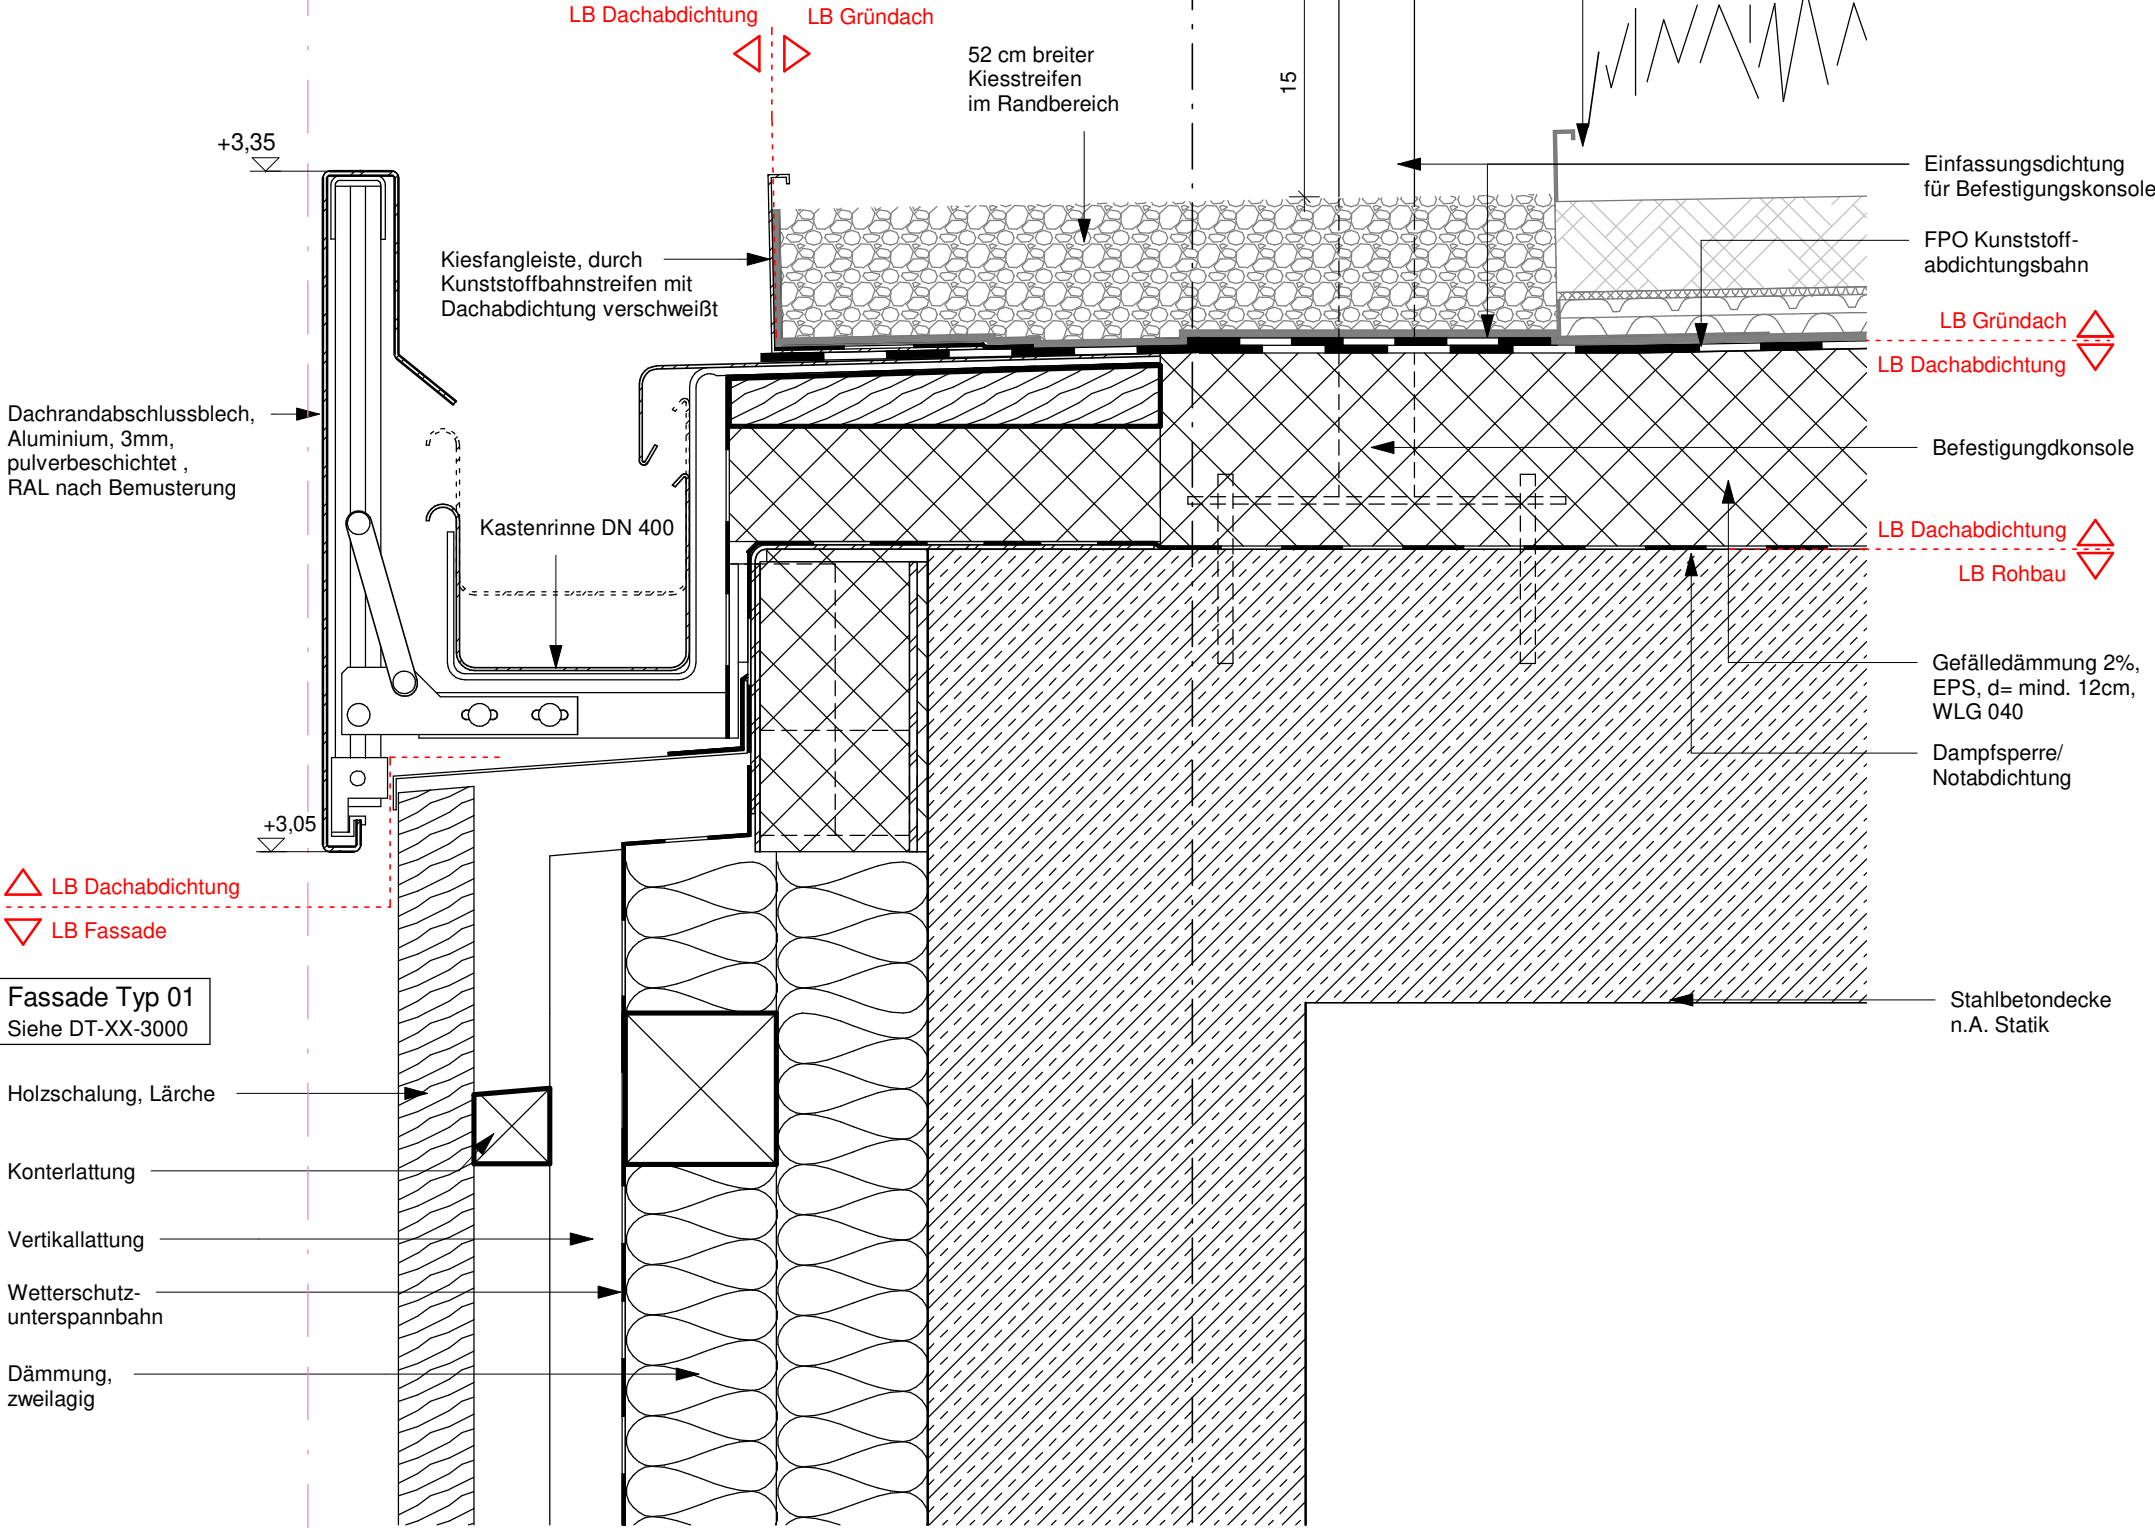 LB Dachabdichtung
LB Gründach
52 cm breiter
Kiesstreifen
im Randbereich
15
+3,35
Einfassungsdichtung
für Befestigungskonsole
Kiesfangleiste, durch
Kunststoffbahnstreifen mit
Dachabdichtung verschweißt
FPO Kunststoff-
abdichtungsbahn
LB Gründach
LB Dachabdichtung
Dachrandabschlussblech,
Aluminium, 3mm,
pulverbeschichtet ,
RAL nach Bemusterung
Befestigungdkonsole
Kastenrinne DN 400
LB Dachabdichtung
LB Rohbau
Gefälledämmung 2%,
EPS, d= mind. 12cm,
WLG 040
Dampfsperre/
Notabdichtung
+3,05
LB Dachabdichtung
LB Fassade
Fassade Typ 01
Siehe DT-XX-3000
Stahlbetondecke
n.A. Statik
Holzschalung, Lärche
Konterlattung
Vertikallattung
Wetterschutz-
unterspannbahn
Dämmung,
zweilagig